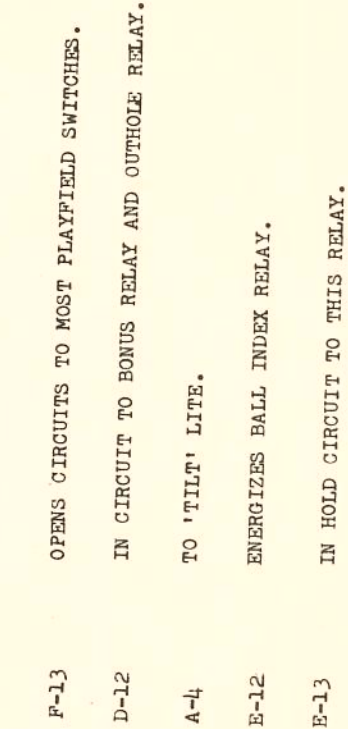 F-13 OPENS CIRCUITS TO MOST PLAYFIELD SWITCHES.
D-12 IN CIRCUIT TO BONUS RELAY AND OUTHOLE RELAY.
A-4 TO 'TILT' LITE.
E-12 ENERGIZES BALL INDEX RELAY.
E-13 IN HOLD CIRCUIT TO THIS RELAY.